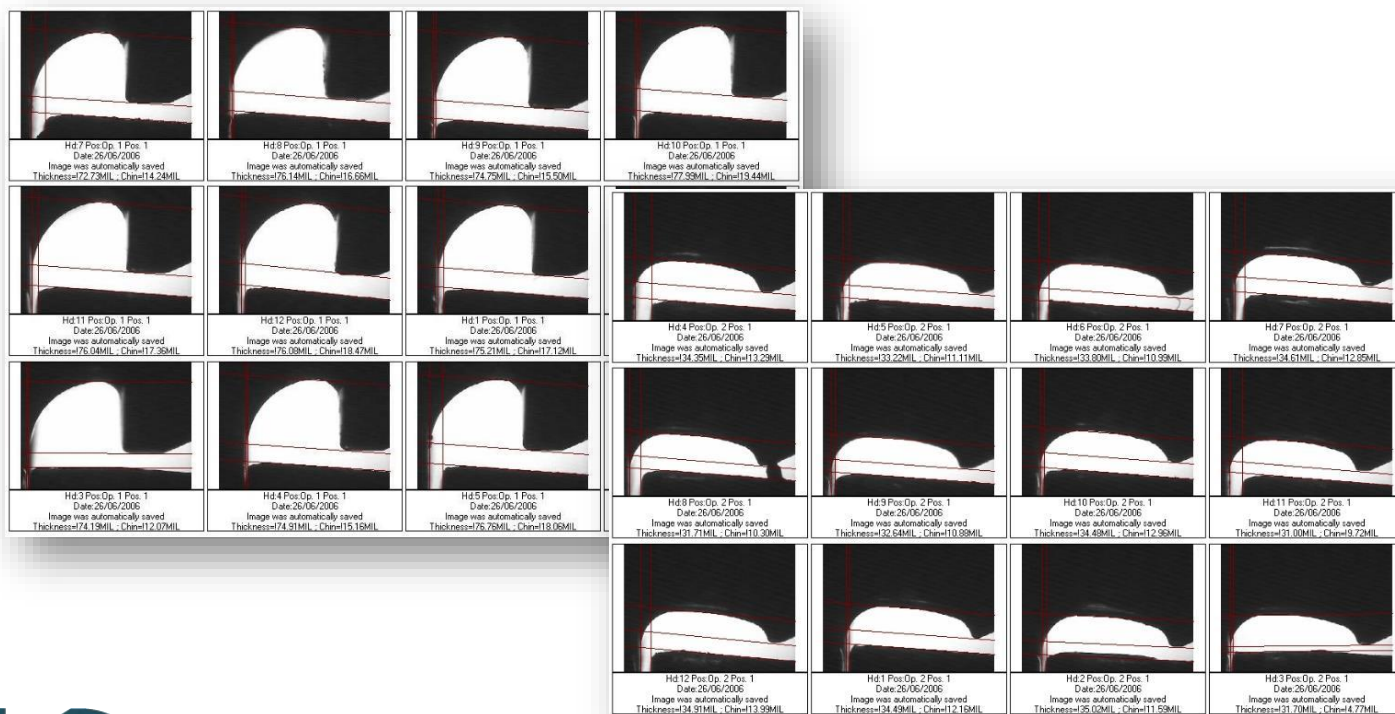 Hd:7 Pos:Op. 1 Pos. 1
Date:26/06/2006
Image was automatically saved
Thickness=!72.73MIL ; Chin=!14.24MIL
Hd:8 Pos:Op. 1 Pos. 1
Date:26/06/2006
Image was automatically saved
Thickness=!76.14MIL ; Chin=!16.66MIL
Hd:9 Pos:Op. 1 Pos. 1
Date:26/06/2006
Image was automatically saved
Thickness=!74.75MIL ; Chin=!15.50MIL
Hd:10 Pos:Op. 1 Pos. 1
Date:26/06/2006
Image was automatically saved
Thickness=!77.99MIL ; Chin=!19.44MIL
Hd:11 Pos:Op. 1 Pos. 1
Date:26/06/2006
Image was automatically saved
Thickness=!76.04MIL ; Chin=!17.36MIL
Hd:12 Pos:Op. 1 Pos. 1
Date:26/06/2006
Image was automatically saved
Thickness=!76.08MIL ; Chin=!18.47MIL
Hd:1 Pos:Op. 1 Pos. 1
Date:26/06/2006
Image was automatically saved
Thickness=!75.21MIL ; Chin=!17.12MIL
Hd:3 Pos:Op. 1 Pos. 1
Date:26/06/2006
Image was automatically saved
Thickness=!74.19MIL ; Chin=!12.07MIL
Hd:4 Pos:Op. 1 Pos. 1
Date:26/06/2006
Image was automatically saved
Thickness=!74.91MIL ; Chin=!15.16MIL
Hd:5 Pos:Op. 1 Pos. 1
Date:26/06/2006
Image was automatically saved
Thickness=!76.76MIL ; Chin=!18.06MIL
Hd:4 Pos:Op. 2 Pos. 1
Date:26/06/2006
Image was automatically saved
Thickness=!34.35MIL ; Chin=!13.29MIL
Hd:5 Pos:Op. 2 Pos. 1
Date:26/06/2006
Image was automatically saved
Thickness=!33.22MIL ; Chin=!11.11MIL
Hd:6 Pos:Op. 2 Pos. 1
Date:26/06/2006
Image was automatically saved
Thickness=!33.80MIL ; Chin=!10.99MIL
Hd:7 Pos:Op. 2 Pos. 1
Date:26/06/2006
Image was automatically saved
Thickness=!34.61MIL ; Chin=!12.85MIL
Hd:8 Pos:Op. 2 Pos. 1
Date:26/06/2006
Image was automatically saved
Thickness=!31.71MIL ; Chin=!10.30MIL
Hd:9 Pos:Op. 2 Pos. 1
Date:26/06/2006
Image was automatically saved
Thickness=!32.64MIL ; Chin=!10.88MIL
Hd:10 Pos:Op. 2 Pos. 1
Date:26/06/2006
Image was automatically saved
Thickness=!34.48MIL ; Chin=!12.96MIL
Hd:11 Pos:Op. 2 Pos. 1
Date:26/06/2006
Image was automatically saved
Thickness=!31.00MIL ; Chin=!9.72MIL
Hd:12 Pos:Op. 2 Pos. 1
Date:26/06/2006
Image was automatically saved
Thickness=!34.91MIL ; Chin=!13.99MIL
Hd:1 Pos:Op. 2 Pos. 1
Date:26/06/2006
Image was automatically saved
Thickness=!34.49MIL ; Chin=!12.16MIL
Hd:2 Pos:Op. 2 Pos. 1
Date:26/06/2006
Image was automatically saved
Thickness=!35.02MIL ; Chin=!11.59MIL
Hd:3 Pos:Op. 2 Pos. 1
Date:26/06/2006
Image was automatically saved
Thickness=!31.70MIL ; Chin=!4.77MIL